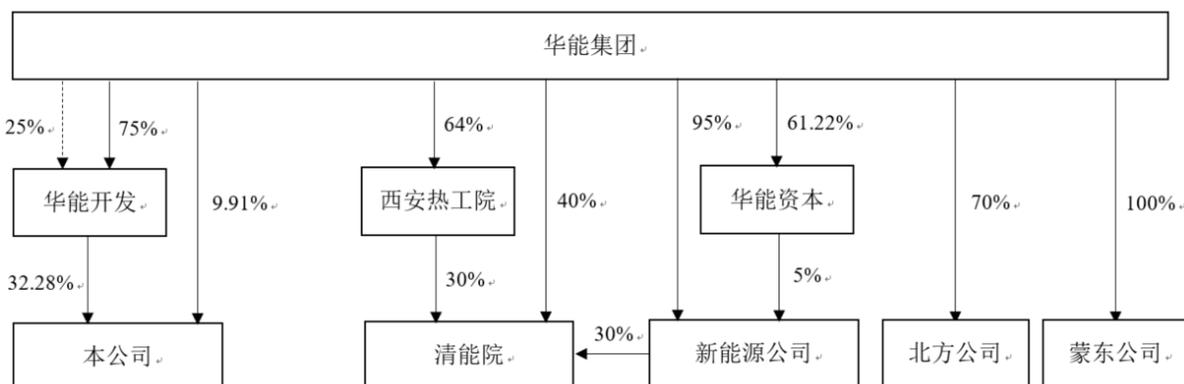 华能集团
25%
75%
64%
95%
61.22%
华能开发
9.91%
西安热工院
40%
华能资本
70%
100%
32.28%
30%
5%
本公司
清能院
30%
新能源公司
北方公司
蒙东公司